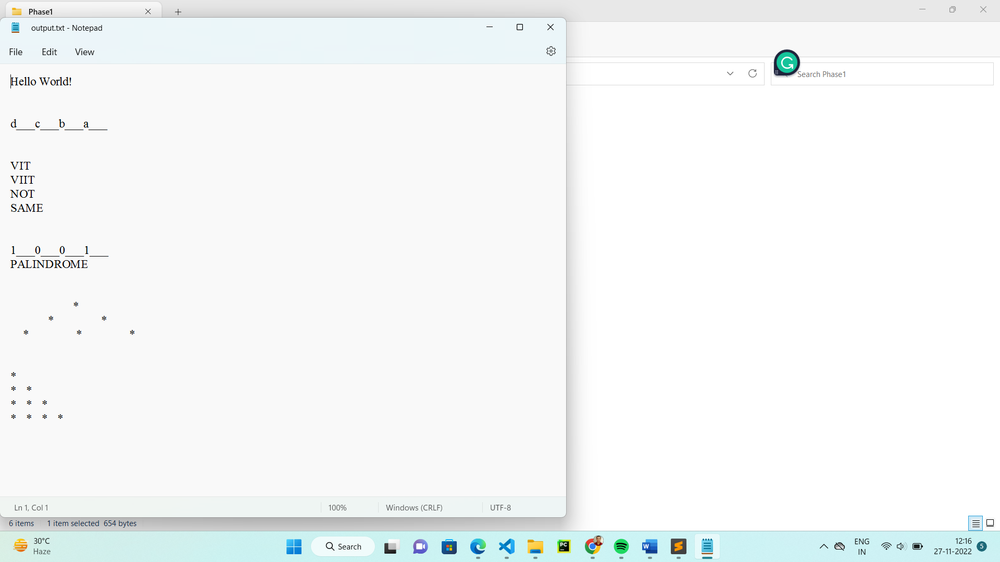 Phase1
output.txt - Notepad
File Edit View
Search Phase1
Hello World!
d___c___b___a___
VIT
VIIT
NOT
SAME
1___0___0___1___
PALINDROME
*
* *
* * *
*
* *
* * *
* * * *
Ln 1, Col 1 100% Windows (CRLF) UTF-8
6 items 1 item selected 654 bytes
30°C
Haze
Search
PC
W
ENG
IN
12:16
27-11-2022
5